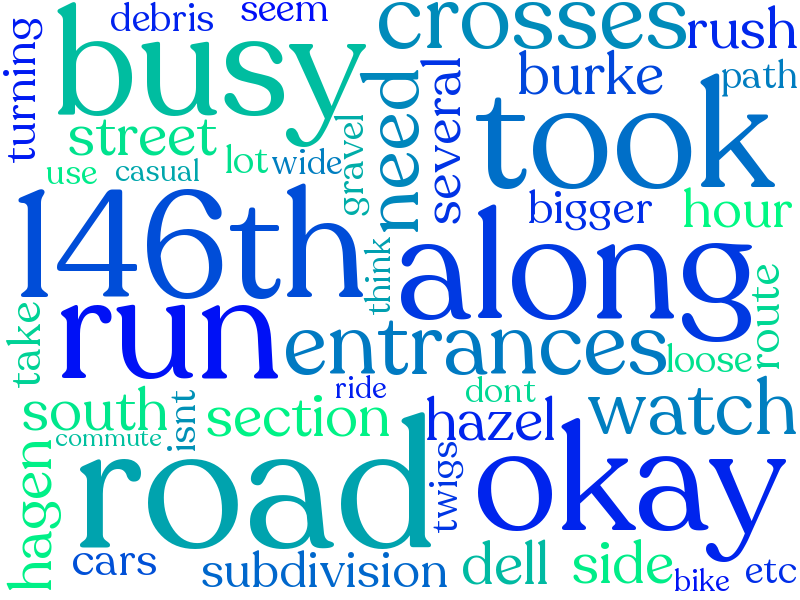 debris
seem
crosses
rush
busy
turning
need
several
burke
path
took
street
gravel
lot
wide
use
casual
146th
bigger
hour
along
think
run
entrances
loose
route
take
ride
dont
south
isnt
section
hazel
watch
commute
road
twigs
okay
hagen
cars
subdivision
dell
side
bike
etc